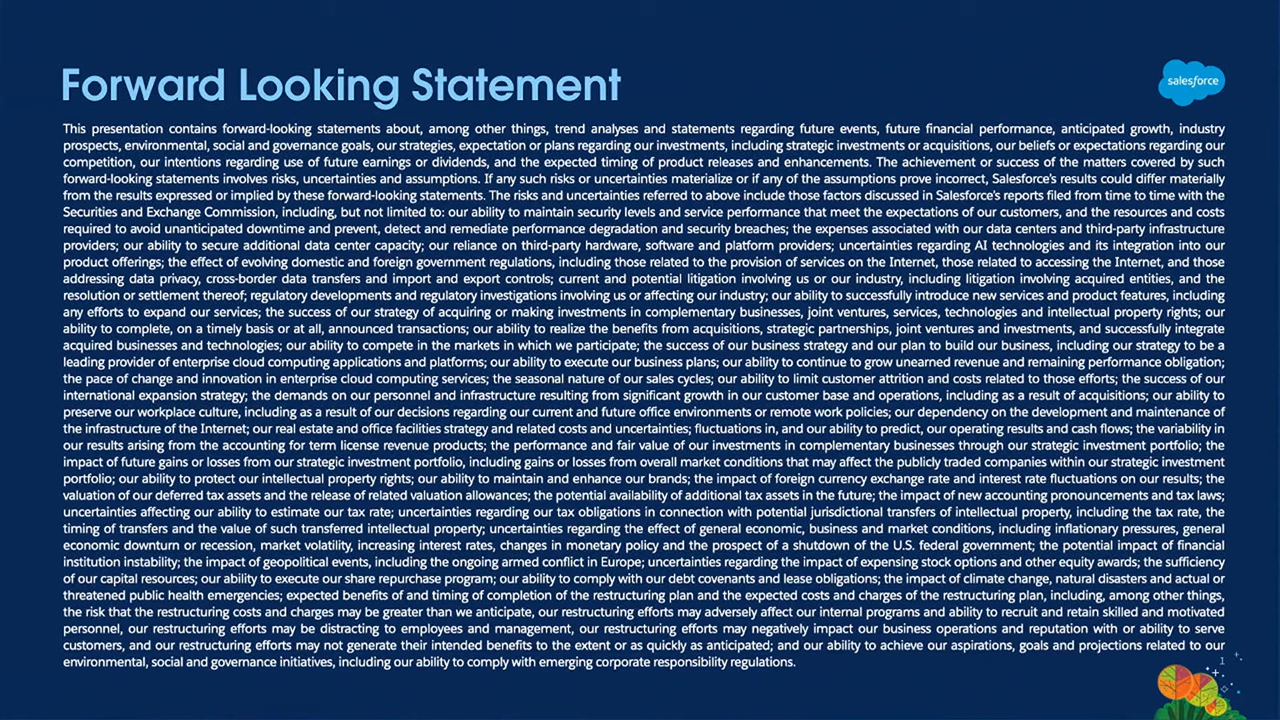 Forward Looking Statement
salesforce
This presentation contains forward-looking statements about, among other things, trend analyses and statements regarding future events, future financial performance, anticipated growth, industry
prospects, environmental, social and governance goals, our strategies, expectation or plans regarding our investments, including strategic investments or acquisitions, our beliefs or expectations regarding our
competition, our intentions regarding use of future earnings or dividends, and the expected timing of product releases and enhancements. The achievement or success of the matters covered by such
forward-looking statements involves risks, uncertainties and assumptions. If any such risks or uncertainties materialize or if any of the assumptions prove incorrect, Salesforce's results could differ materially
from the results expressed or implied by these forward-looking statements. The risks and uncertainties referred to above include those factors discussed in Salesforce's reports filed from time to time with the
Securities and Exchange Commission, including, but not limited to: our ability to maintain security levels and service performance that meet the expectations of our customers, and the resources and costs
required to avoid unanticipated downtime and prevent, detect and remediate performance degradation and security breaches; the expenses associated with our data centers and third-party infrastructure
providers; our ability to secure additional data center capacity; our reliance on third-party hardware, software and platform providers; uncertainties regarding AI technologies and its integration into our
product offerings; the effect of evolving domestic and foreign government regulations, including those related to the provision of services on the Internet, those related to accessing the Internet, and those
addressing data privacy, cross-border data transfers and import and export controls; current and potential litigation involving us or our industry, including litigation involving acquired entities, and the
resolution or settlement thereof; regulatory developments and regulatory investigations involving us or affecting our industry; our ability to successfully introduce new services and product features, including
any efforts to expand our services; the success of our strategy of acquiring or making investments in complementary businesses, joint ventures, services, technologies and intellectual property rights; our
ability to complete, on a timely basis or at all, announced transactions; our ability to realize the benefits from acquisitions, strategic partnerships, joint ventures and investments, and successfully integrate
acquired businesses and technologies; our ability to compete in the markets in which we participate; the success of our business strategy and our plan to build our business, including our strategy to be a
leading provider of enterprise cloud computing applications and platforms; our ability to execute our business plans; our ability to continue to grow unearned revenue and remaining performance obligation;
the pace of change and innovation in enterprise cloud computing services; the seasonal nature of our sales cycles; our ability to limit customer attrition and costs related to those efforts; the success of our
international expansion strategy; the demands on our personnel and infrastructure resulting from significant growth in our customer base and operations, including as a result of acquisitions; our ability to
preserve our workplace culture, including as a result of our decisions regarding our current and future office environments or remote work policies; our dependency on the development and maintenance of
the infrastructure of the Internet; our real estate and office facilities strategy and related costs and uncertainties; fluctuations in, and our ability to predict, our operating results and cash flows; the variability in
our results arising from the accounting for term license revenue products; the performance and fair value of our investments in complementary businesses through our strategic investment portfolio; the
impact of future gains or losses from our strategic investment portfolio, including gains or losses from overall market conditions that may affect the publicly traded companies within our strategic investment
portfolio; our ability to protect our intellectual property rights; our ability to maintain and enhance our brands; the impact of foreign currency exchange rate and interest rate fluctuations on our results; the
valuation of our deferred tax assets and the release of related valuation allowances; the potential availability of additional tax assets in the future; the impact of new accounting pronouncements and tax laws;
uncertainties affecting our ability to estimate our tax rate; uncertainties regarding our tax obligations in connection with potential jurisdictional transfers of intellectual property, including the tax rate, the
timing of transfers and the value of such transferred intellectual property; uncertainties regarding the effect of general economic, business and market conditions, including inflationary pressures, general
economic downturn or recession, market volatility, increasing interest rates, changes in monetary policy and the prospect of a shutdown of the U.S. federal government; the potential impact of financial
institution instability; the impact of geopolitical events, including the ongoing armed conflict in Europe; uncertainties regarding the impact of expensing stock options and other equity awards; the sufficiency
of our capital resources; our ability to execute our share repurchase program; our ability to comply with our debt covenants and lease obligations; the impact of climate change, natural disasters and actual or
threatened public health emergencies; expected benefits of and timing of completion of the restructuring plan and the expected costs and charges of the restructuring plan, including, among other things,
the risk that the restructuring costs and charges may be greater than we anticipate, our restructuring efforts may adversely affect our internal programs and ability to recruit and retain skilled and motivated
personnel, our restructuring efforts may be distracting to employees and management, our restructuring efforts may negatively impact our business operations and reputation with or ability to serve
customers, and our restructuring efforts may not generate their intended benefits to the extent or as quickly as anticipated; and our ability to achieve our aspirations, goals and projections related to our
environmental, social and governance initiatives, including our ability to comply with emerging corporate responsibility regulations.
1